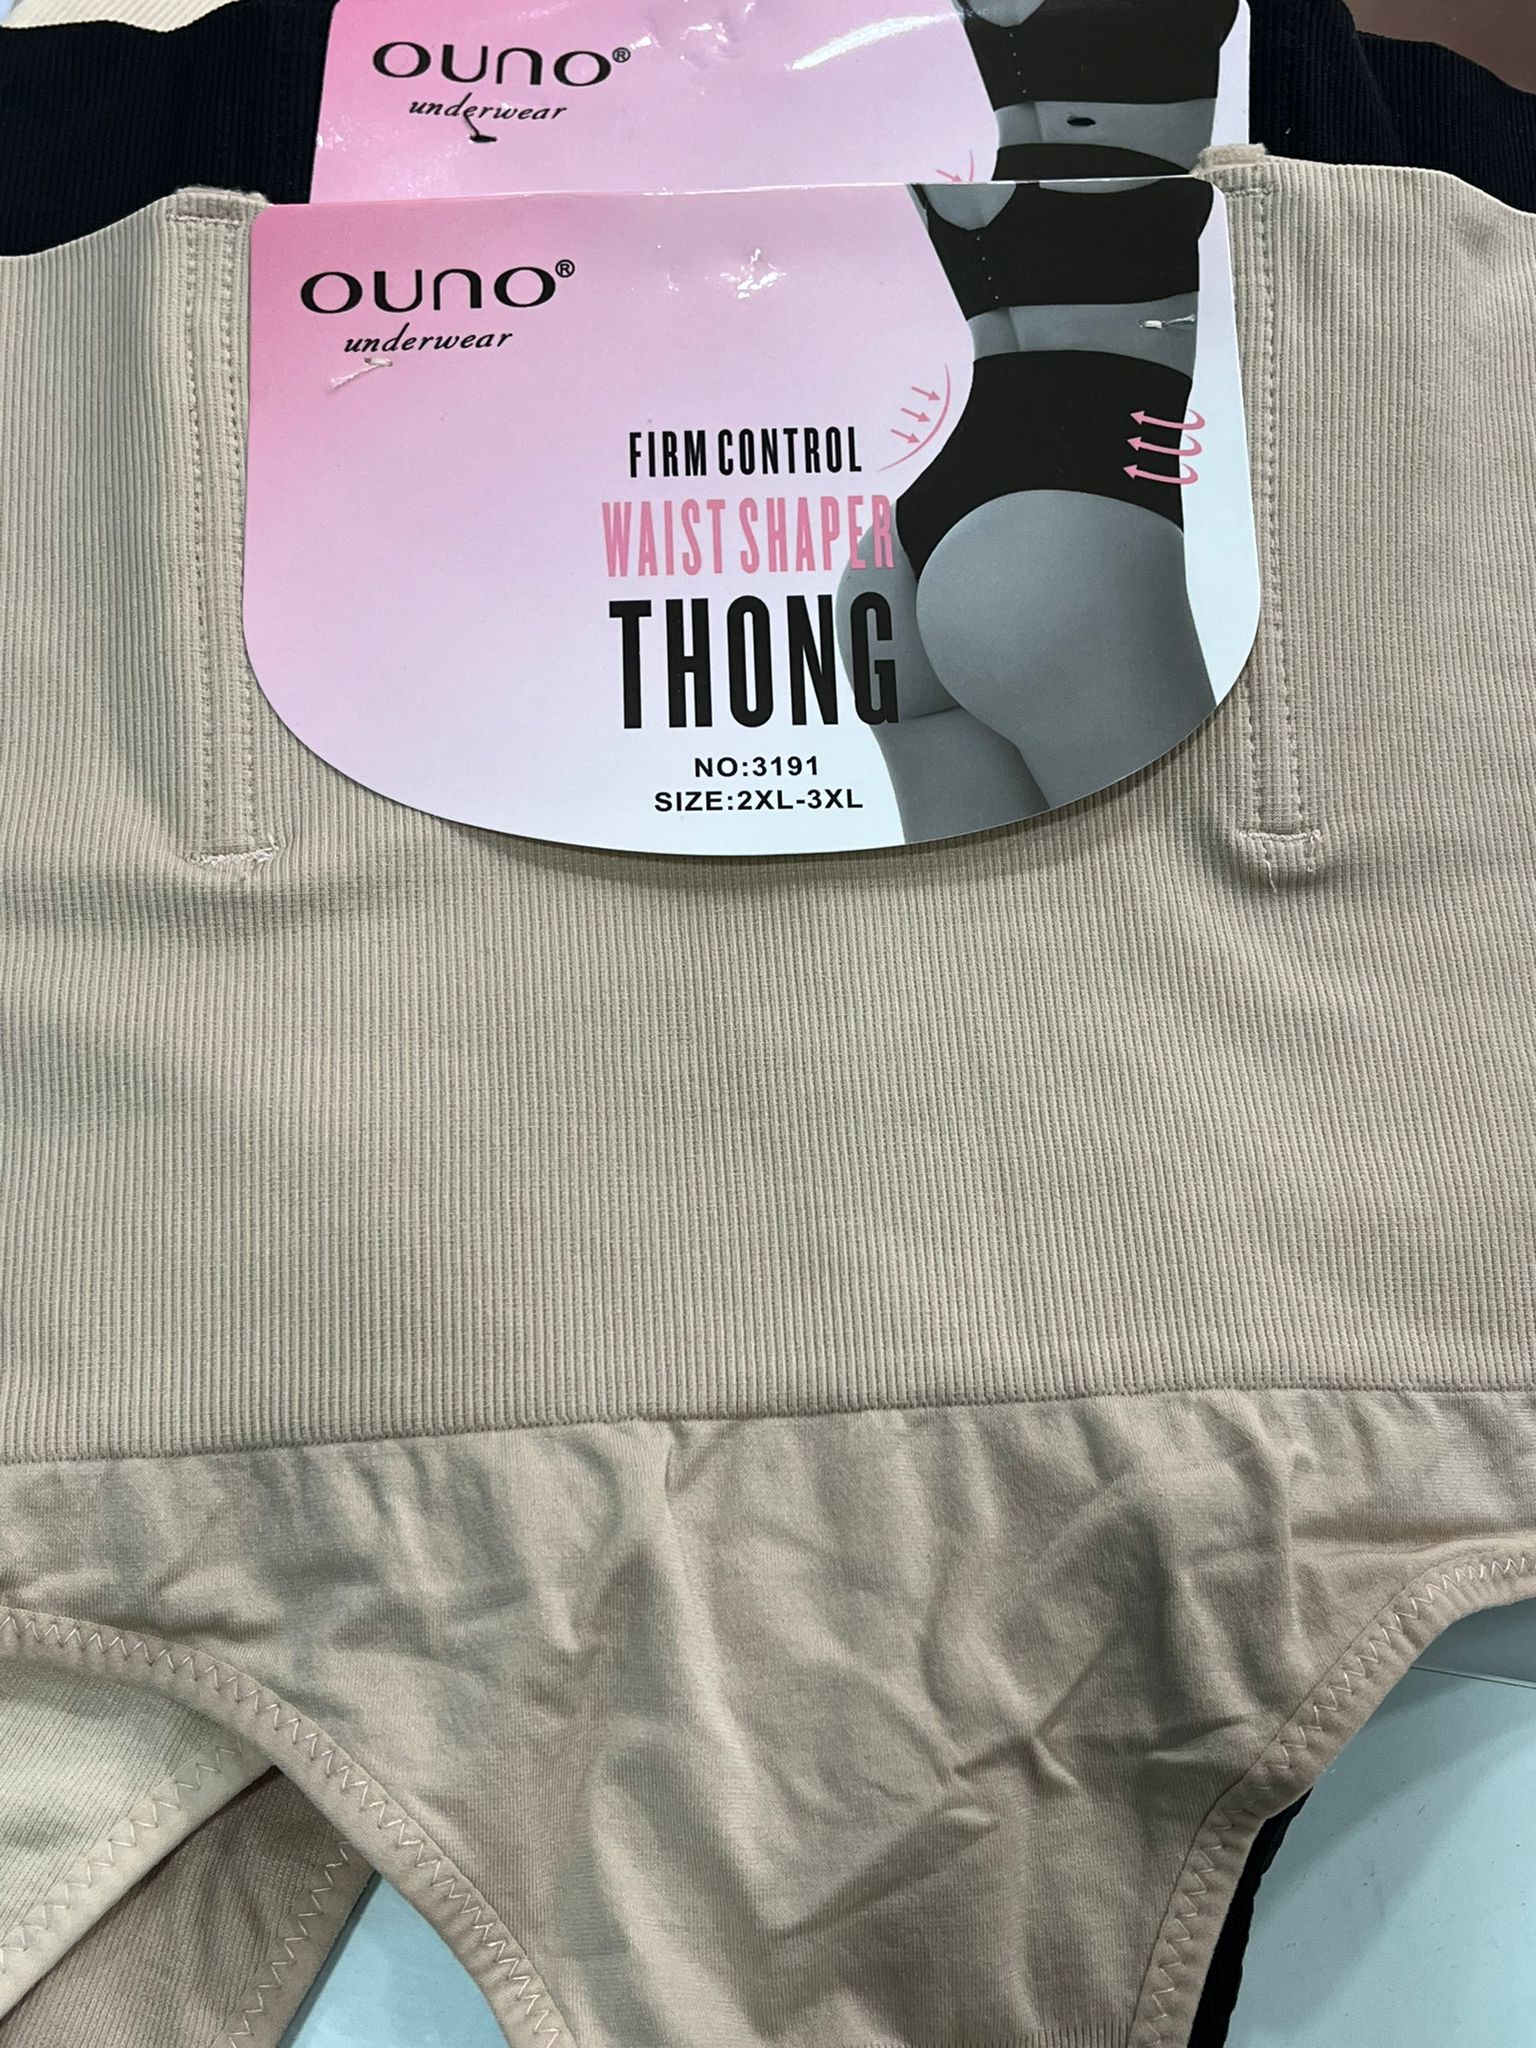 OUNO®
underwear
OUNO®
underwear
FIRM CONTROL
WAIST SHAPER
THONG
NO:3191
SIZE:2XL-3XL